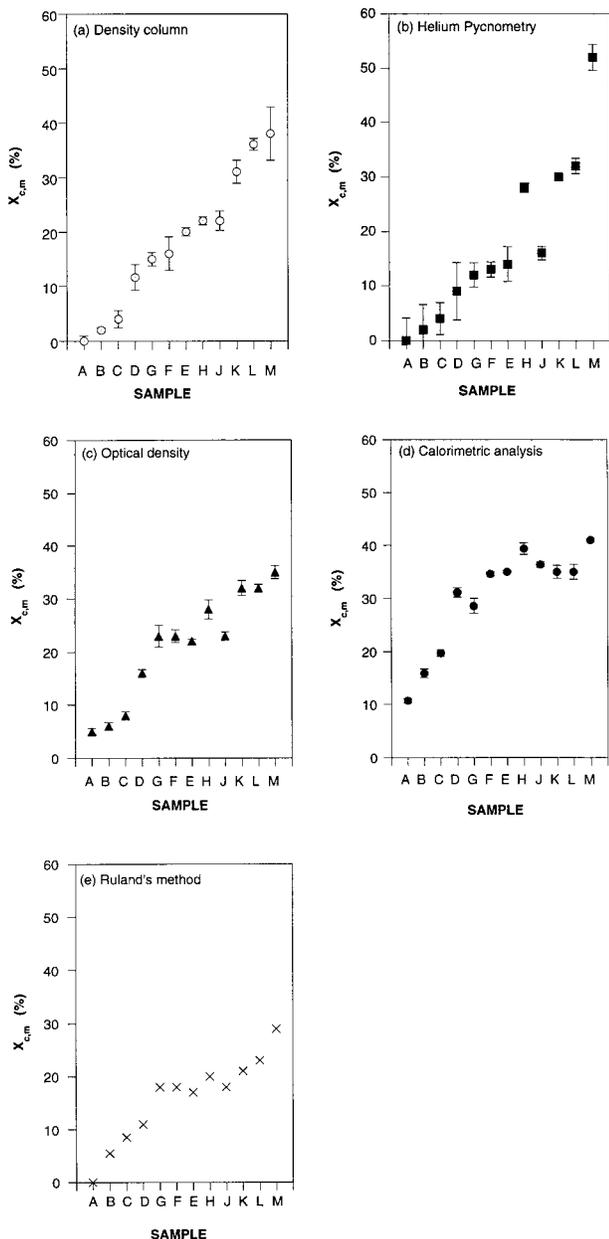 (a) Density column
60
50
40
30
20
10
0
X_c,m (%)
A B C D G F E H J K L M
SAMPLE
(b) Helium Pycnometry
60
50
40
30
20
10
0
X_c,m (%)
A B C D G F E H J K L M
SAMPLE
(c) Optical density
60
50
40
30
20
10
0
X_c,m (%)
A B C D G F E H J K L M
SAMPLE
(d) Calorimetric analysis
60
50
40
30
20
10
0
X_c,m (%)
A B C D G F E H J K L M
SAMPLE
(e) Ruland's method
60
50
40
30
20
10
0
X_c,m (%)
A B C D G F E H J K L M
SAMPLE